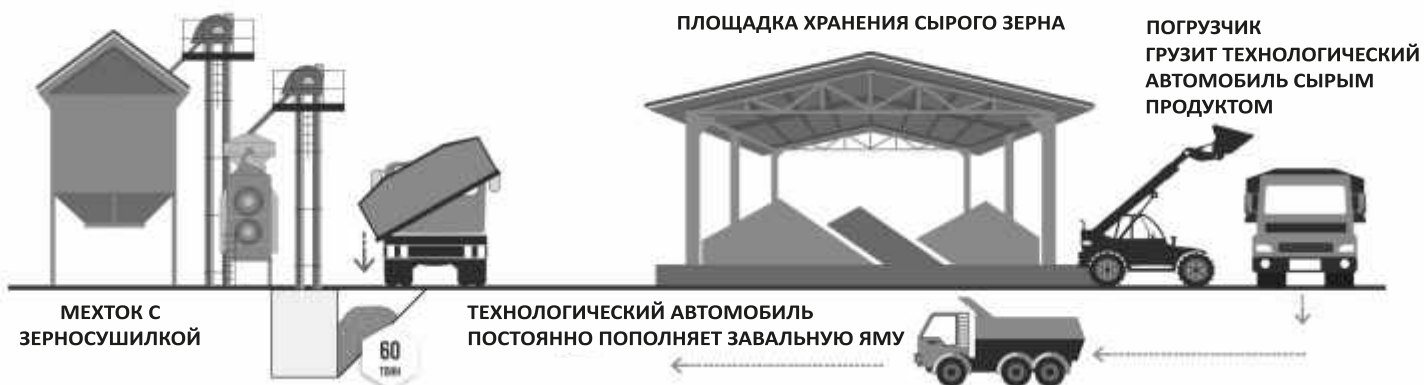 ПЛОЩАДКА ХРАНЕНИЯ СЫРОГО ЗЕРНА
ПОГРУЗЧИК
ГРУЗИТ ТЕХНОЛОГИЧЕСКИЙ
АВТОМОБИЛЬ СЫРЫМ
ПРОДУКТОМ
МЕХТОК С
ЗЕРНОСУШИЛКОЙ
60
ТОНН
ТЕХНОЛОГИЧЕСКИЙ АВТОМОБИЛЬ
ПОСТОЯННО ПОПОЛНЯЕТ ЗАВАЛЬНУЮ ЯМУ